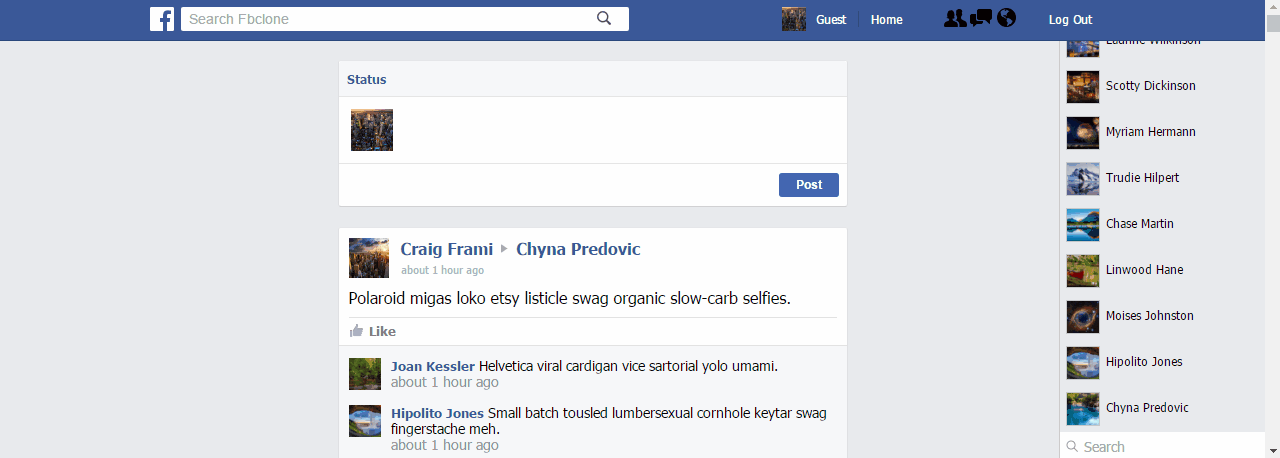 f Search Fbclone Guest Home Log Out
Status
Post
Craig Frami Chyna Predovic
about 1 hour ago
Polaroid migas loko etsy listicle swag organic slow-carb selfies.
Like
Joan Kessler Helvetica viral cardigan vice sartorial yolo umami.
about 1 hour ago
Hipolito Jones Small batch tousled lumbersexual cornhole keytar swag
fingerstache meh.
about 1 hour ago
Laurine Wilkinson
Scotty Dickinson
Myriam Hermann
Trudie Hilpert
Chase Martin
Linwood Hane
Moises Johnston
Hipolito Jones
Chyna Predovic
Search